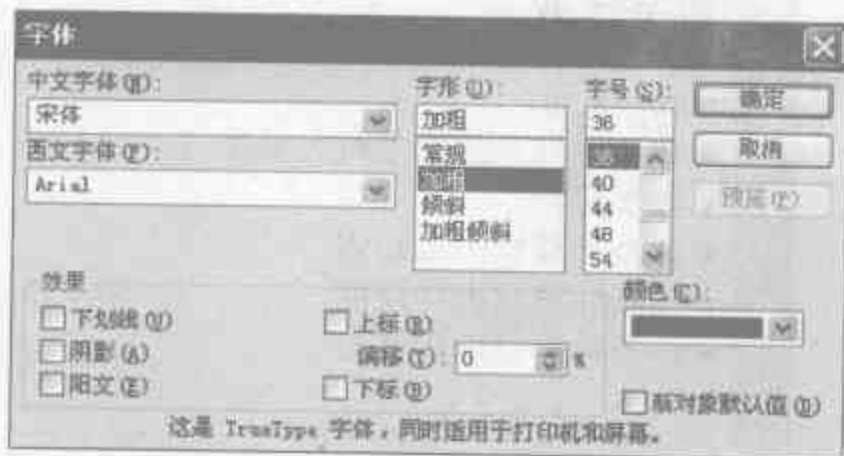 字体
中文字体(N): 字形(O): 字号(S): 确定
宋体 加粗 36 取消
西文字体(F): 常规 36 预览(P)
Arial 加粗 40
倾斜 44
加粗倾斜 48
54
效果 颜色(C):
下划线(U) 上标(R)
阴影(A) 偏移(T): 0 %
阳文(E) 下标(B) 新对象默认值(D)
这是 TrueType 字体,同时适用于打印机和屏幕。